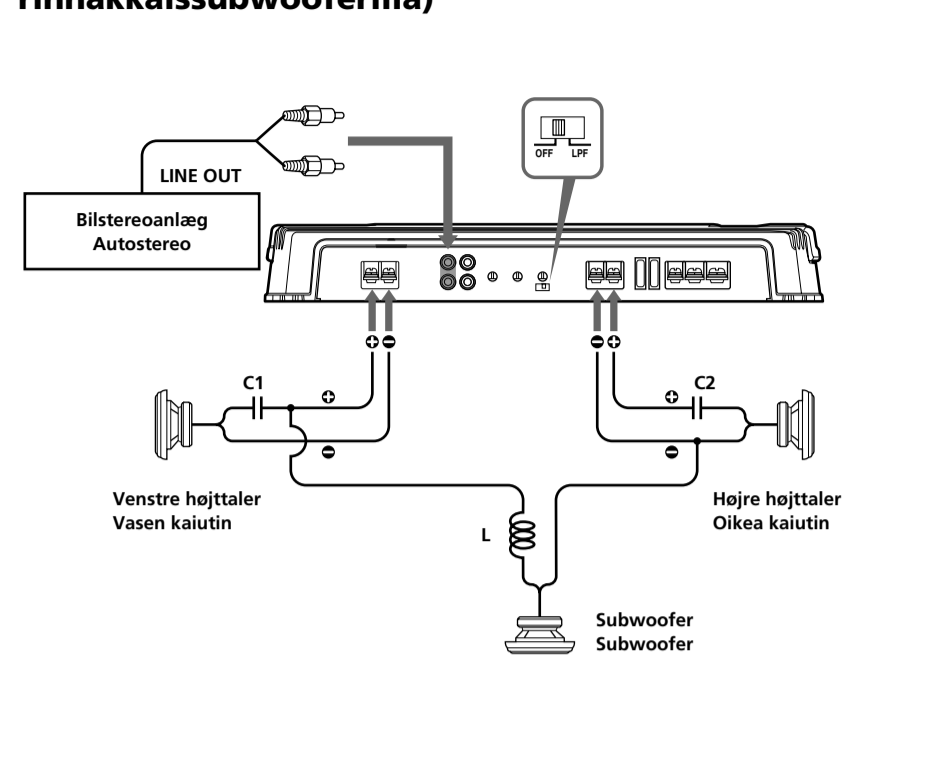 LINE OUT
Bilstereoanlæg
Autostereo
OFF LPF
C1
C2
Venstre højttaler
Vasen kaiutin
Højre højttaler
Oikea kaiutin
L
Subwoofer
Subwoofer